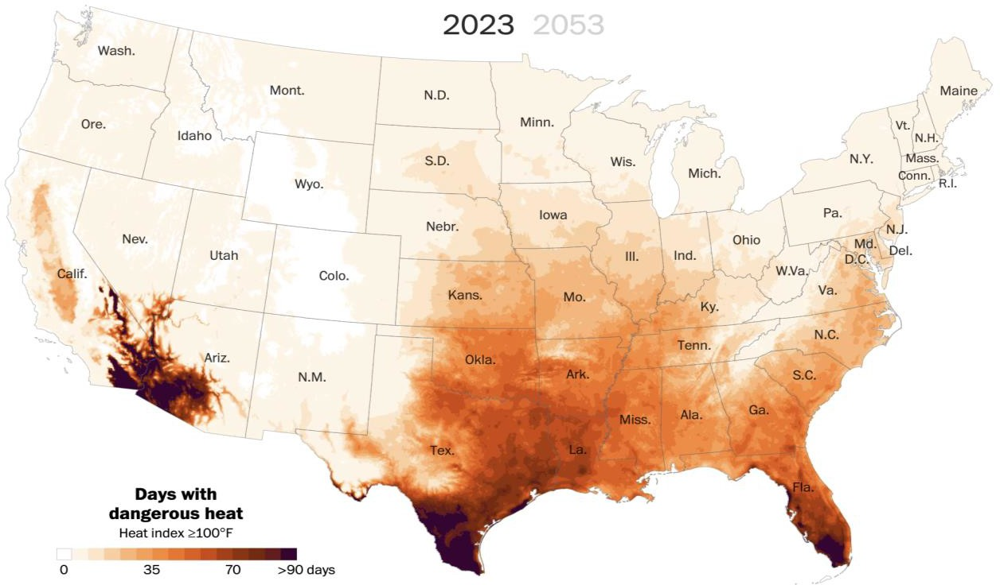 2023 2053
Wash.
Mont.
N.D.
Minn.
Maine
Ore.
Idaho
Vt.
N.H.
S.D.
Wis.
Mich.
N.Y.
Mass.
Conn.
R.I.
Wyo.
Nebr.
Iowa
Pa.
N.J.
Nev.
Utah
Colo.
Ill.
Ind.
Ohio
Md.
Del.
D.C.
W.Va.
Va.
Calif.
Kans.
Mo.
Ky.
Ariz.
N.M.
Okla.
Ark.
Tenn.
N.C.
S.C.
Tex.
La.
Miss.
Ala.
Ga.
Fla.
Days with
dangerous heat
Heat index ≥100°F
0 35 70 >90 days